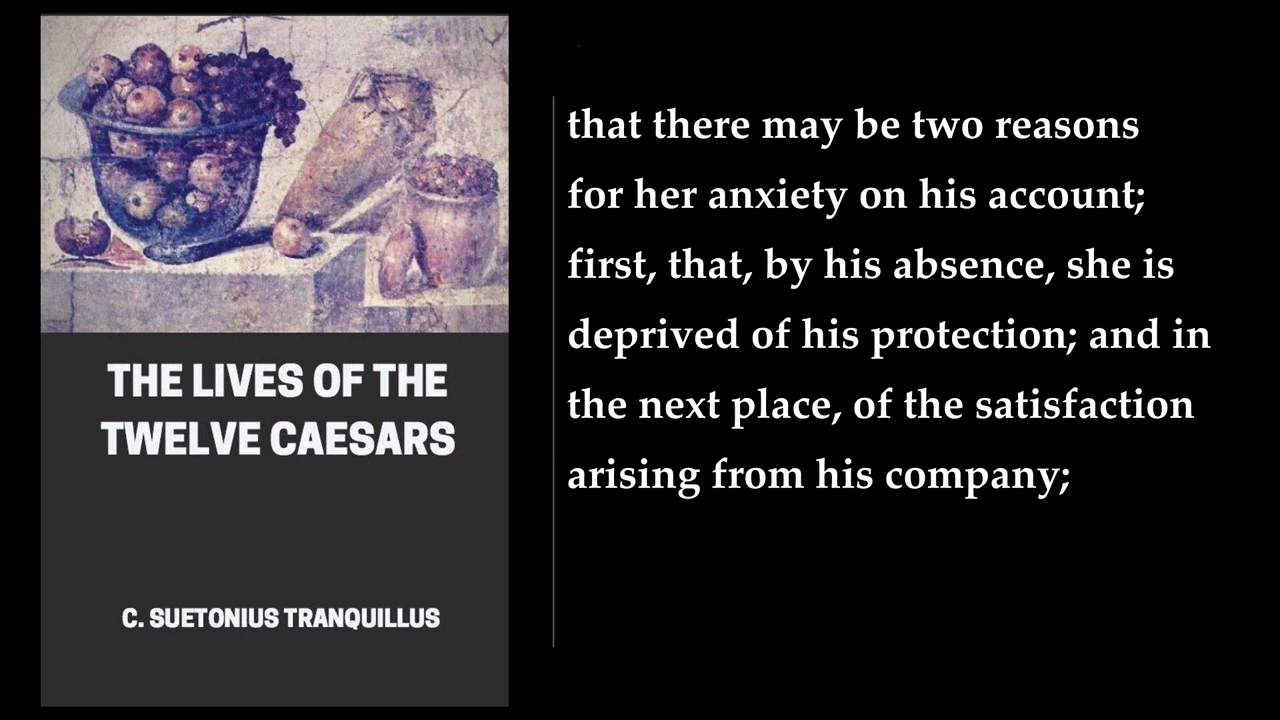 THE LIVES OF THE
TWELVE CAESARS
C. SUETONIUS TRANQUILLUS
that there may be two reasons
for her anxiety on his account;
first, that, by his absence, she is
deprived of his protection; and in
the next place, of the satisfaction
arising from his company;